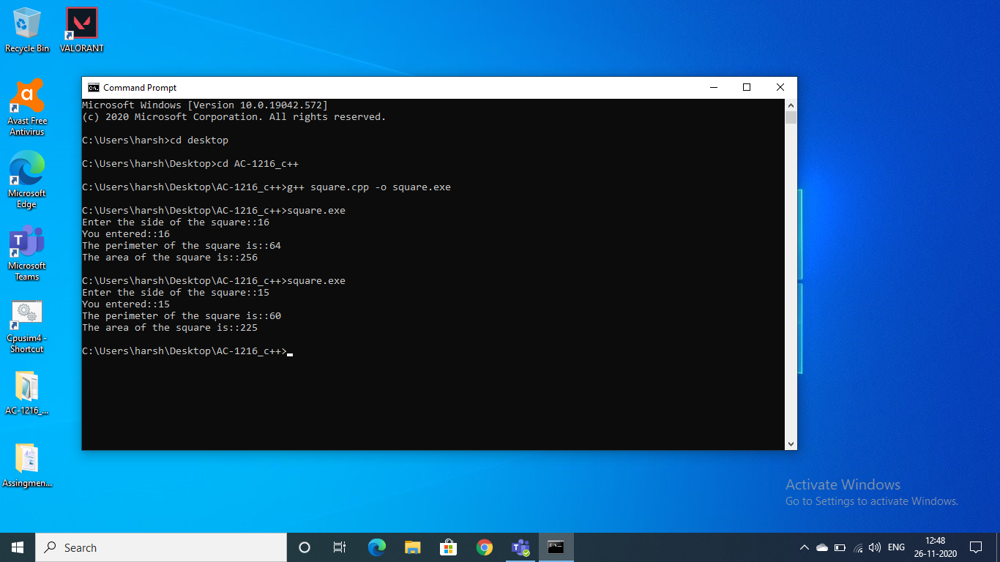 Recycle Bin
VALORANT
Avast Free
Antivirus
Microsoft
Edge
Microsoft
Teams
Cpusim4 -
Shortcut
AC-1216_...
Assingmen...
Command Prompt
Microsoft Windows [Version 10.0.19042.572]
(c) 2020 Microsoft Corporation. All rights reserved.
C:\Users\harsh>cd desktop
C:\Users\harsh\Desktop>cd AC-1216_c++
C:\Users\harsh\Desktop\AC-1216_c++>g++ square.cpp -o square.exe
C:\Users\harsh\Desktop\AC-1216_c++>square.exe
Enter the side of the square::16
You entered::16
The perimeter of the square is::64
The area of the square is::256
C:\Users\harsh\Desktop\AC-1216_c++>square.exe
Enter the side of the square::15
You entered::15
The perimeter of the square is::60
The area of the square is::225
C:\Users\harsh\Desktop\AC-1216_c++>
Activate Windows
Go to Settings to activate Windows.
Search
ENG
12:48
26-11-2020